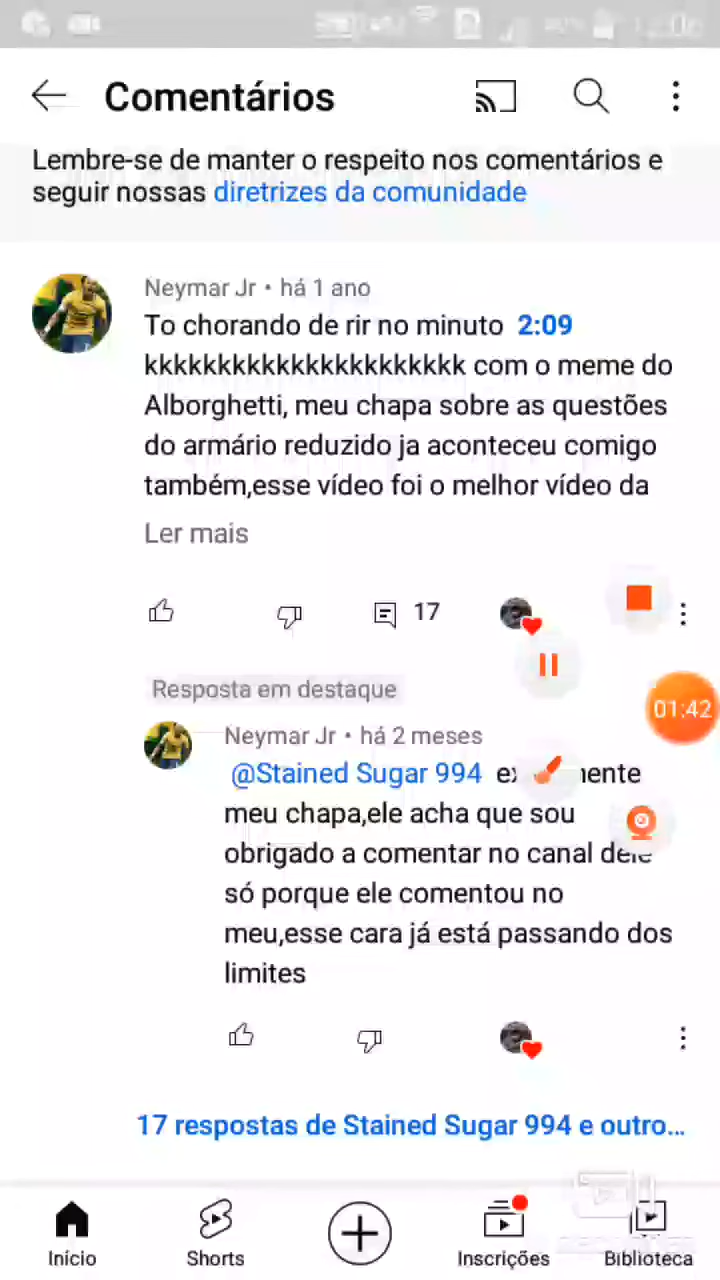 Comentários
Lembre-se de manter o respeito nos comentários e
seguir nossas diretrizes da comunidade
Neymar Jr • há 1 ano
To chorando de rir no minuto 2:09
kkkkkkkkkkkkkkkkkkkkkk com o meme do
Alborghetti, meu chapa sobre as questões
do armário reduzido ja aconteceu comigo
também,esse vídeo foi o melhor vídeo da
Ler mais
17
Resposta em destaque
01:42
Neymar Jr • há 2 meses
@Stained Sugar 994
meu chapa,ele acha que sou
obrigado a comentar no canal dele
só porque ele comentou no
meu,esse cara já está passando dos
limites
17 respostas de Stained Sugar 994 e outro...
Início
Shorts
Inscrições
Biblioteca